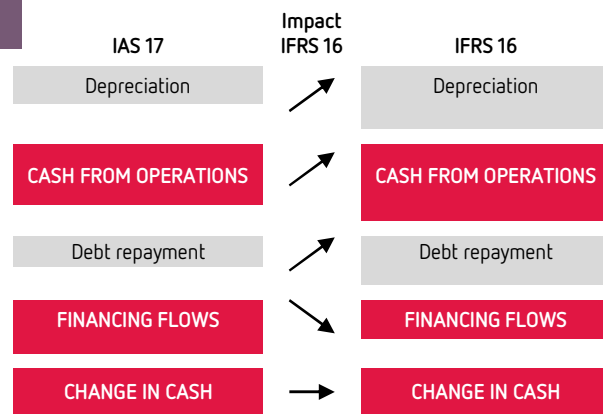 Impact
IAS 17 IFRS 16 IFRS 16
Depreciation Depreciation
CASH FROM OPERATIONS CASH FROM OPERATIONS
Debt repayment Debt repayment
FINANCING FLOWS FINANCING FLOWS
CHANGE IN CASH CHANGE IN CASH